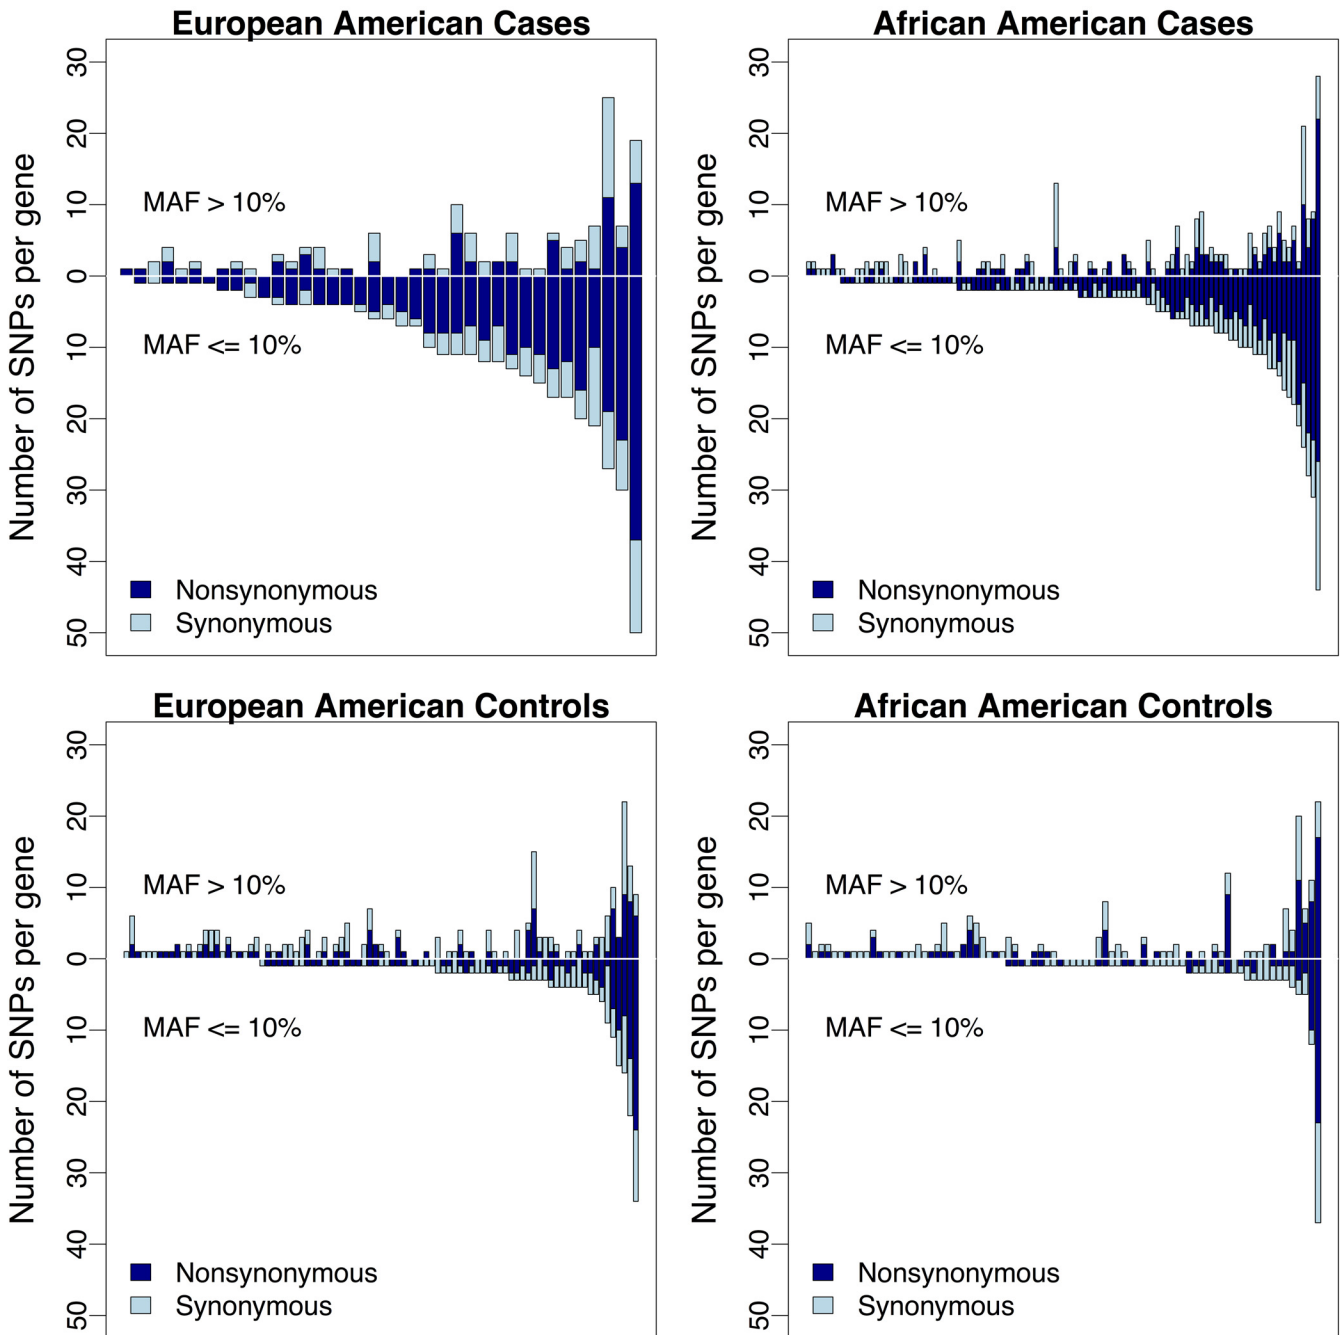 European American Cases
Number of SNPs per gene
30
20
10
0
10
20
30
40
50
MAF > 10%
MAF <= 10%
Nonsynonymous
Synonymous
African American Cases
Number of SNPs per gene
30
20
10
0
10
20
30
40
50
MAF > 10%
MAF <= 10%
Nonsynonymous
Synonymous
European American Controls
Number of SNPs per gene
30
20
10
0
10
20
30
40
50
MAF > 10%
MAF <= 10%
Nonsynonymous
Synonymous
African American Controls
Number of SNPs per gene
30
20
10
0
10
20
30
40
50
MAF > 10%
MAF <= 10%
Nonsynonymous
Synonymous